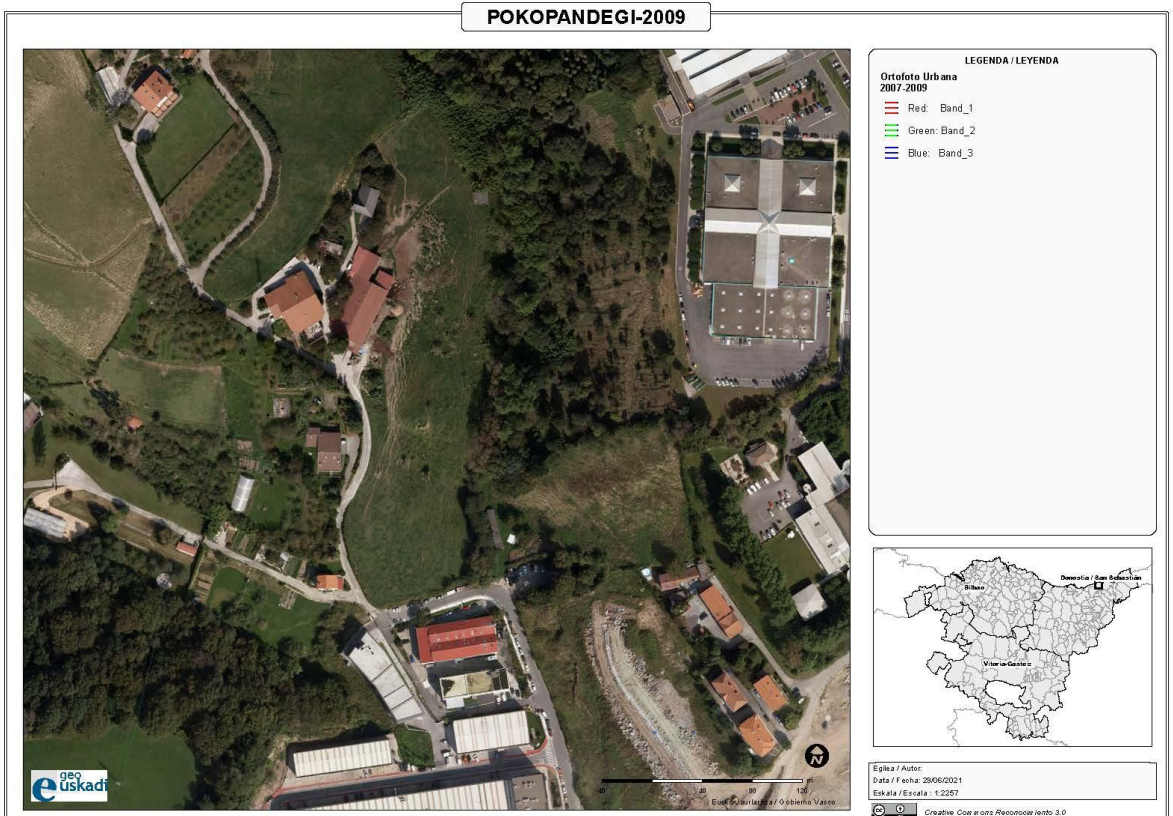 POKOPANDEGI-2009
LEGENDA / LEYENDA
Ortofoto Urbana
2007-2009
Red: Band_1
Green: Band_2
Blue: Band_3
Bilbao
Donostia / San Sebastián
Vitoria-Gasteiz
geo
euskadi
N
40 0 40 80 120 m
Eusko Jaurlaritza / Gobierno Vasco
Egilea / Autor:
Data / Fecha: 29/06/2021
Eskala / Escala : 1:2257
cc
Creative Commons Reconocimiento 3.0